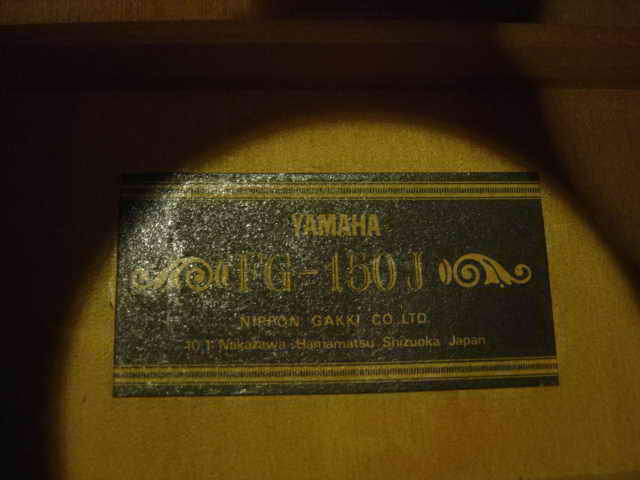 YAMAHA
FG-150J
NIPPON GAKKI CO.LTD.
10.1 Nakazawa.Hamamatsu Shizuoka Japan